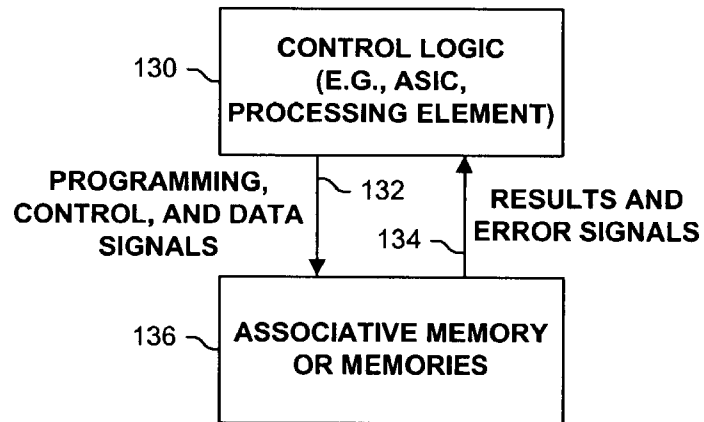 CONTROL LOGIC
(E.G., ASIC,
PROCESSING ELEMENT)
130
PROGRAMMING,
CONTROL, AND DATA
SIGNALS
132
134
RESULTS AND
ERROR SIGNALS
136
ASSOCIATIVE MEMORY
OR MEMORIES